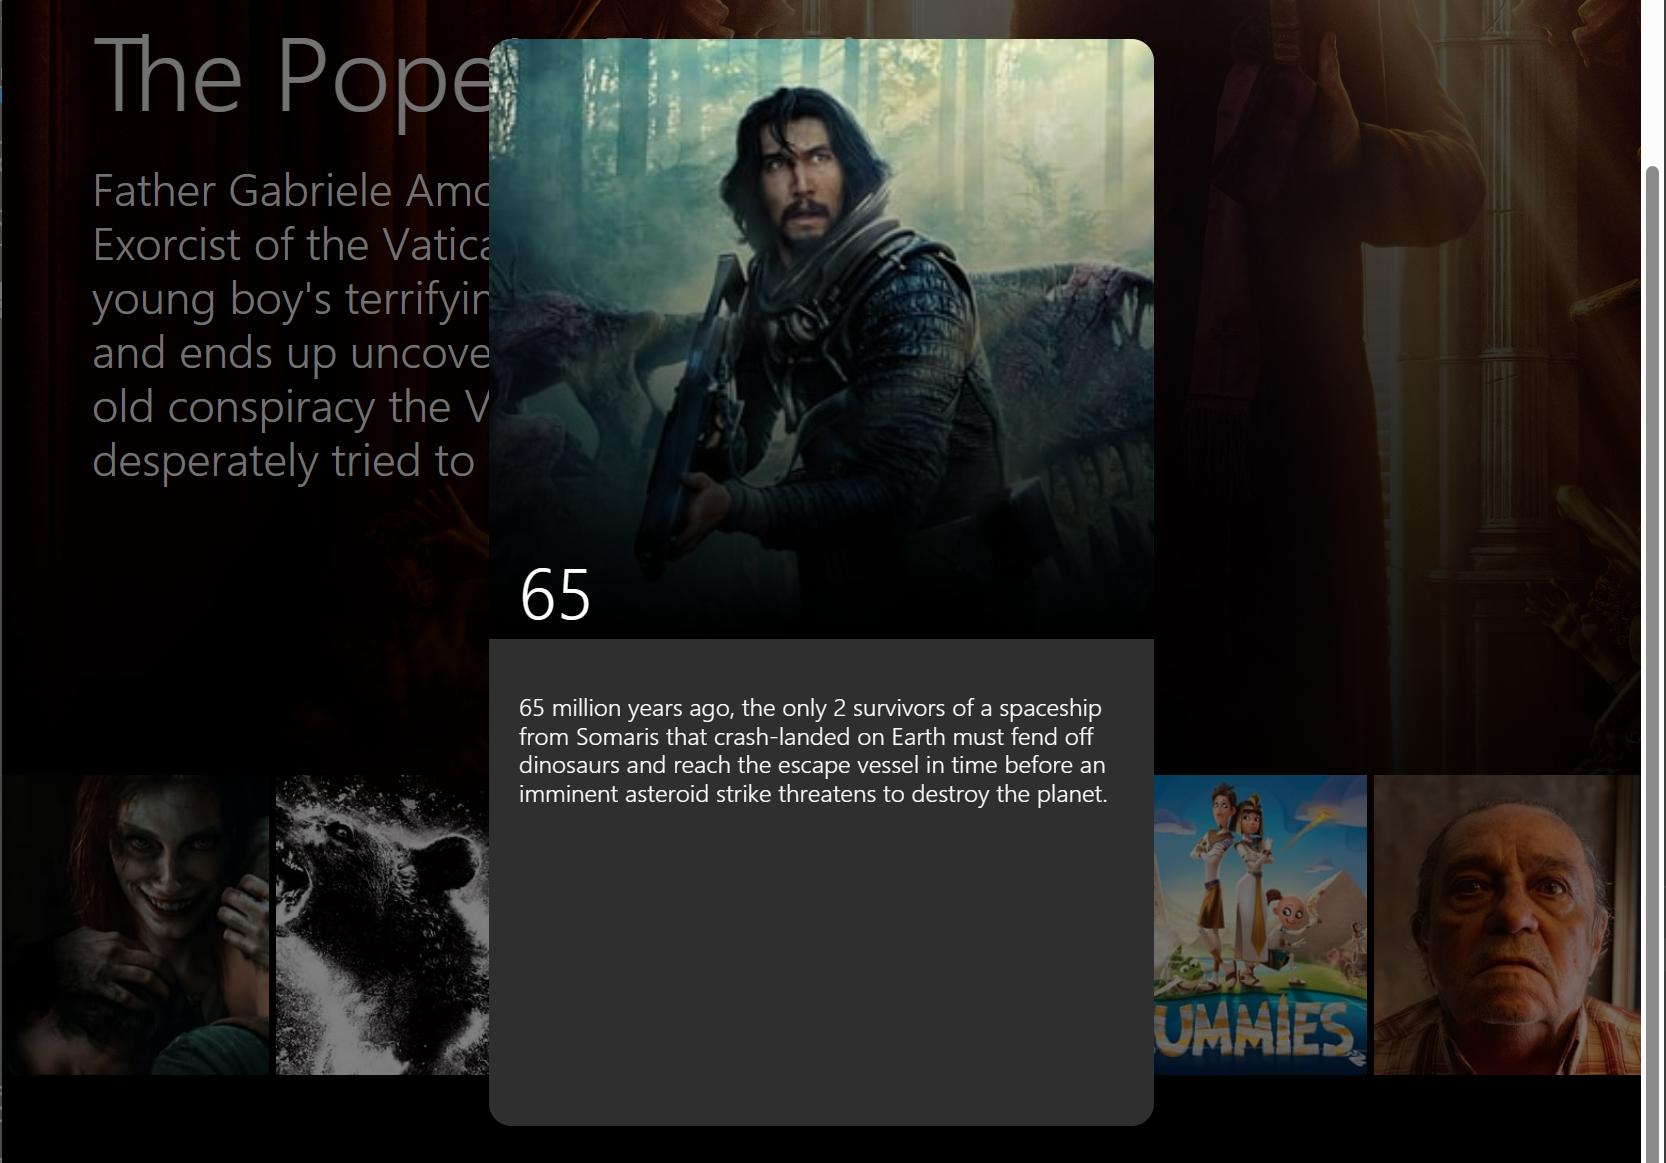 The Pope
Father Gabriele Amo
Exorcist of the Vatica
young boy's terrifyin
and ends up uncove
old conspiracy the V
desperately tried to
65
65 million years ago, the only 2 survivors of a spaceship
from Somaris that crash-landed on Earth must fend off
dinosaurs and reach the escape vessel in time before an
imminent asteroid strike threatens to destroy the planet.
UMMIES